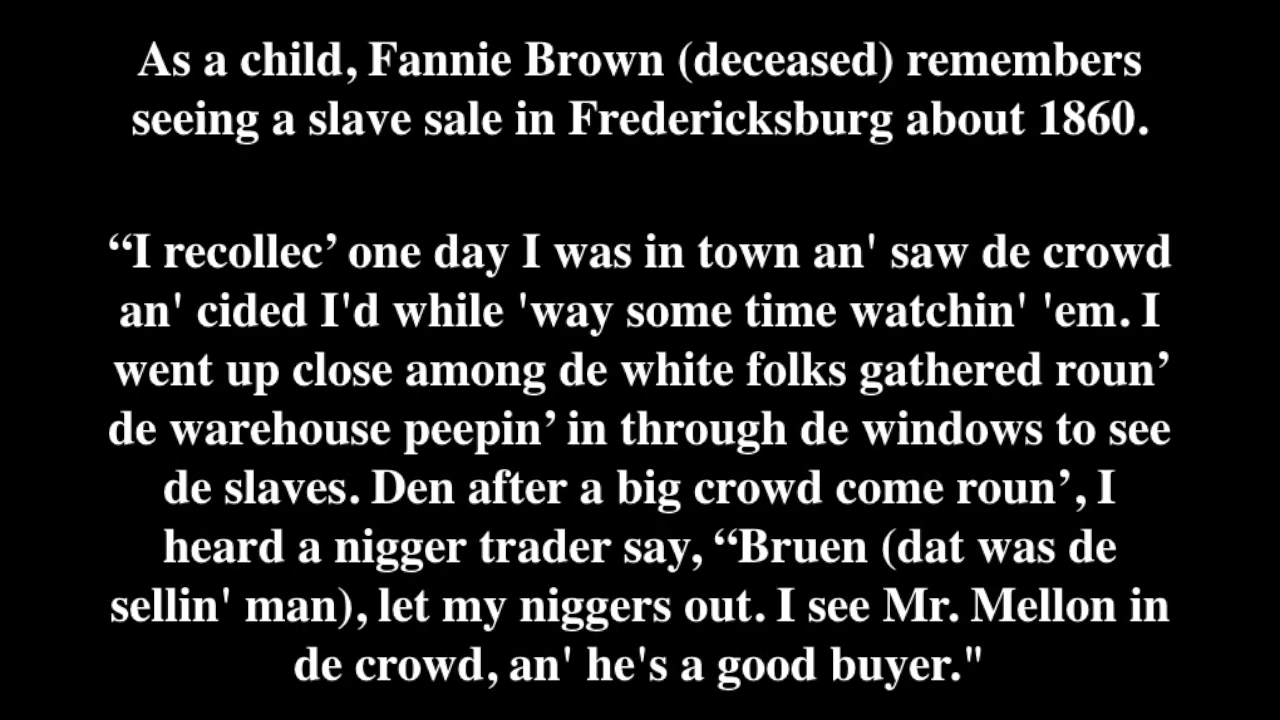 As a child, Fannie Brown (deceased) remembers
seeing a slave sale in Fredericksburg about 1860.
“I recollec’ one day I was in town an' saw de crowd
an' cided I'd while 'way some time watchin' 'em. I
went up close among de white folks gathered roun’
de warehouse peepin’ in through de windows to see
de slaves. Den after a big crowd come roun’, I
heard a nigger trader say, “Bruen (dat was de
sellin' man), let my niggers out. I see Mr. Mellon in
de crowd, an' he's a good buyer."